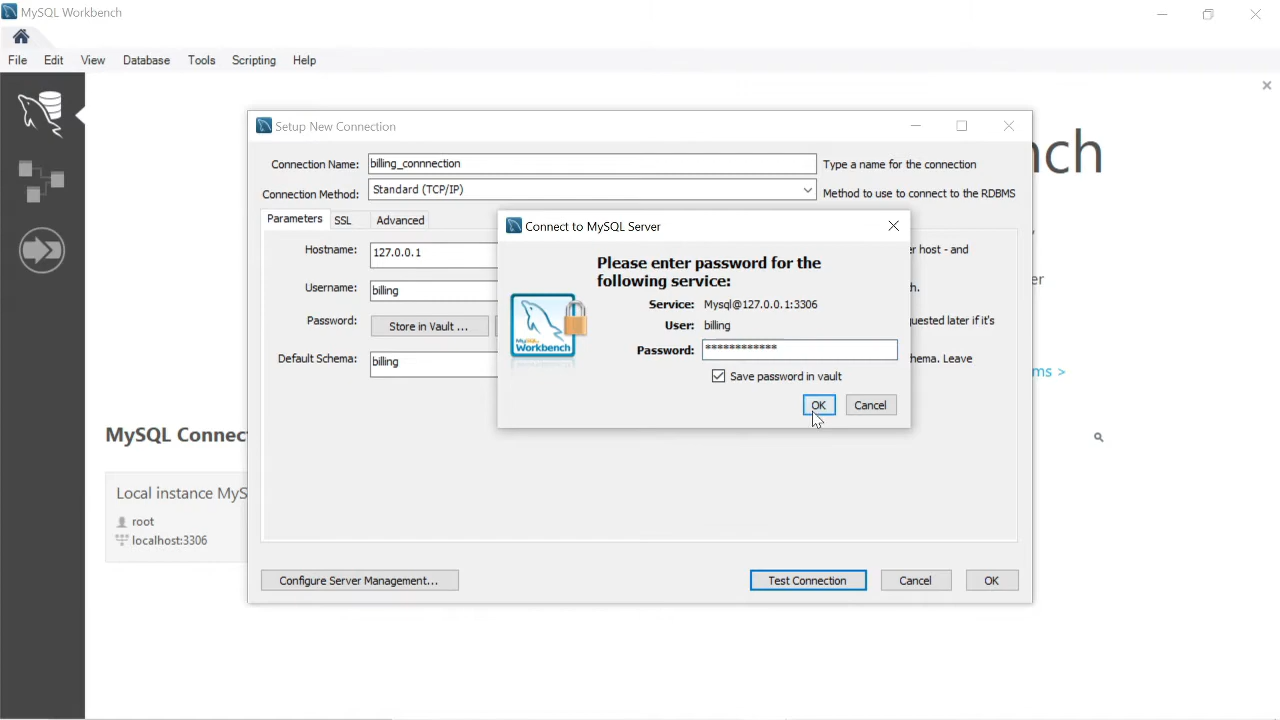 MySQL Workbench
File Edit View Database Tools Scripting Help
Setup New Connection
Connection Name: billing_connnection Type a name for the connection
Connection Method: Standard (TCP/IP) Method to use to connect to the RDBMS
Parameters SSL Advanced
Hostname: 127.0.0.1
Username: billing
Password: Store in Vault ...
Default Schema: billing
Connect to MySQL Server
Please enter password for the
following service:
Service: Mysql@127.0.0.1:3306
User: billing
Password: ************
Save password in vault
OK Cancel
MySQL
Workbench
r host - and
h.
uested later if it's
hema. Leave
nch
er
ms >
MySQL Connec
Local instance MyS
root
localhost:3306
Configure Server Management... Test Connection Cancel OK